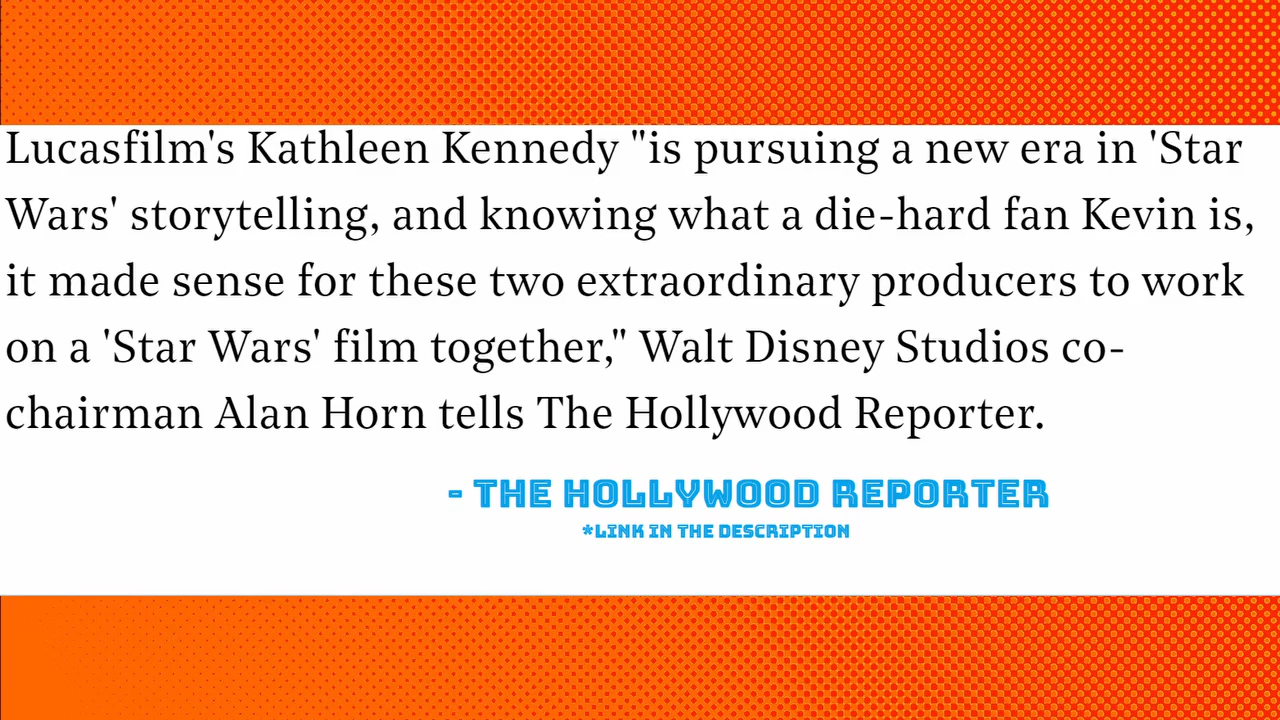 Lucasfilm's Kathleen Kennedy "is pursuing a new era in 'Star
Wars' storytelling, and knowing what a die-hard fan Kevin is,
it made sense for these two extraordinary producers to work
on a 'Star Wars' film together," Walt Disney Studios co-
chairman Alan Horn tells The Hollywood Reporter.
- THE HOLLYWOOD REPORTER
*LINK IN THE DESCRIPTION